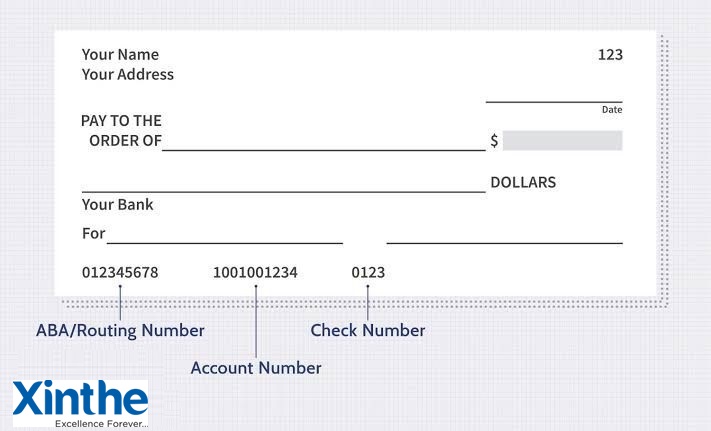 Your Name 123
Your Address
Date
PAY TO THE
ORDER OF $
DOLLARS
Your Bank
For
012345678 1001001234 0123
ABA/Routing Number Check Number
Account Number
Xinthe
Excellence Forever...